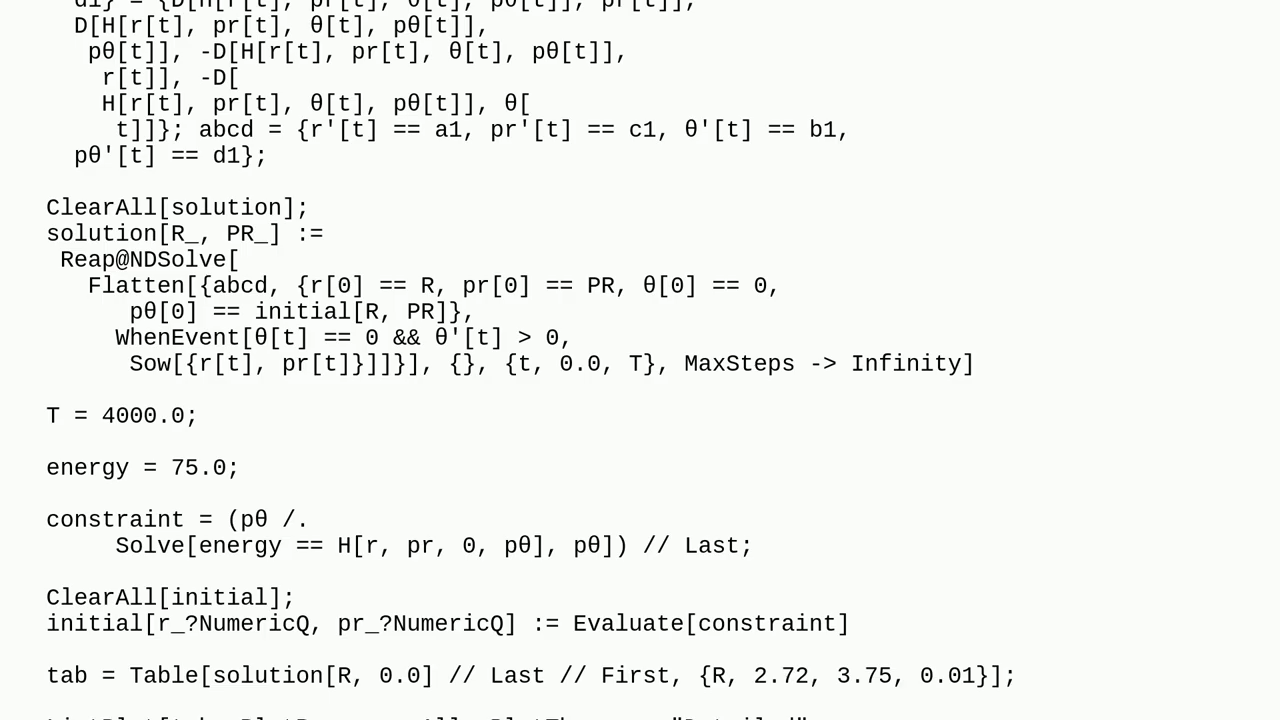 d1} = {D[H[r[t], pr[t], θ[t], pθ[t]], pr[t]],
D[H[r[t], pr[t], θ[t], pθ[t]],
pθ[t]], -D[H[r[t], pr[t], θ[t], pθ[t]],
r[t]], -D[
H[r[t], pr[t], θ[t], pθ[t]], θ[
t]]}; abcd = {r'[t] == a1, pr'[t] == c1, θ'[t] == b1,
pθ'[t] == d1};
ClearAll[solution];
solution[R_, PR_] :=
Reap@NDSolve[
Flatten[{abcd, {r[0] == R, pr[0] == PR, θ[0] == 0,
pθ[0] == initial[R, PR]},
WhenEvent[θ[t] == 0 && θ'[t] > 0,
Sow[{r[t], pr[t]}]]}], {}, {t, 0.0, T}, MaxSteps -> Infinity]
T = 4000.0;
energy = 75.0;
constraint = (pθ /.
Solve[energy == H[r, pr, 0, pθ], pθ]) // Last;
ClearAll[initial];
initial[r_?NumericQ, pr_?NumericQ] := Evaluate[constraint]
tab = Table[solution[R, 0.0] // Last // First, {R, 2.72, 3.75, 0.01}];